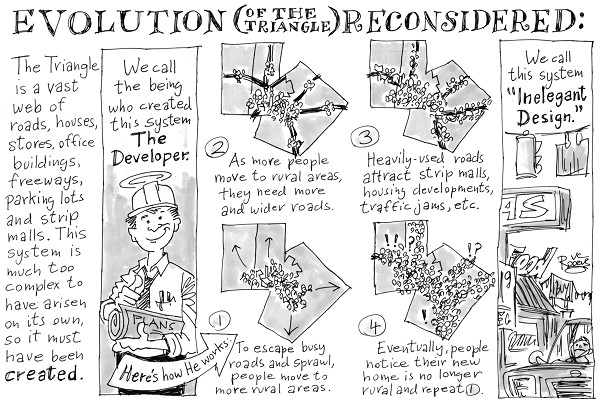 EVOLUTION (OF THE TRIANGLE) RECONSIDERED:
The Triangle
is a vast
web of
roads, houses,
stores, office
buildings,
freeways,
parking lots
and strip
malls. This
system is
much too
complex to
have arisen
on its own,
so it must
have been
created.
We call
the being
who created
this system
The
Developer.
PLANS
Here's how He works:
1
To escape busy
roads and sprawl,
people move to
more rural areas.
2
As more people
move to rural areas,
they need more
and wider roads.
3
Heavily-used roads
attract strip malls,
housing developments,
traffic jams, etc.
!! ! !?
4
Eventually, people
notice their new
home is no longer
rural and repeat 1.
We call
this system
"Inelegant
Design."
AS
Food
VC
Rogers